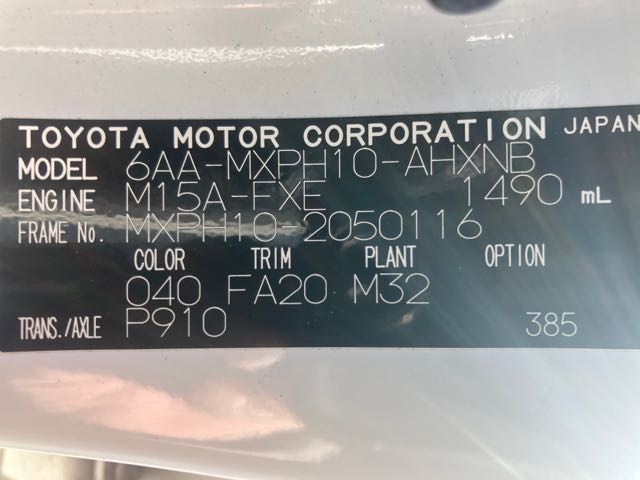 TOYOTA MOTOR CORPORATION JAPAN
MODEL 6AA-MXPH10-AHXNB
ENGINE M15A-FXE 1490 mL
FRAME No. MXPH10-2050116
COLOR TRIM PLANT OPTION
040 FA20 M32
TRANS./AXLE P910 385